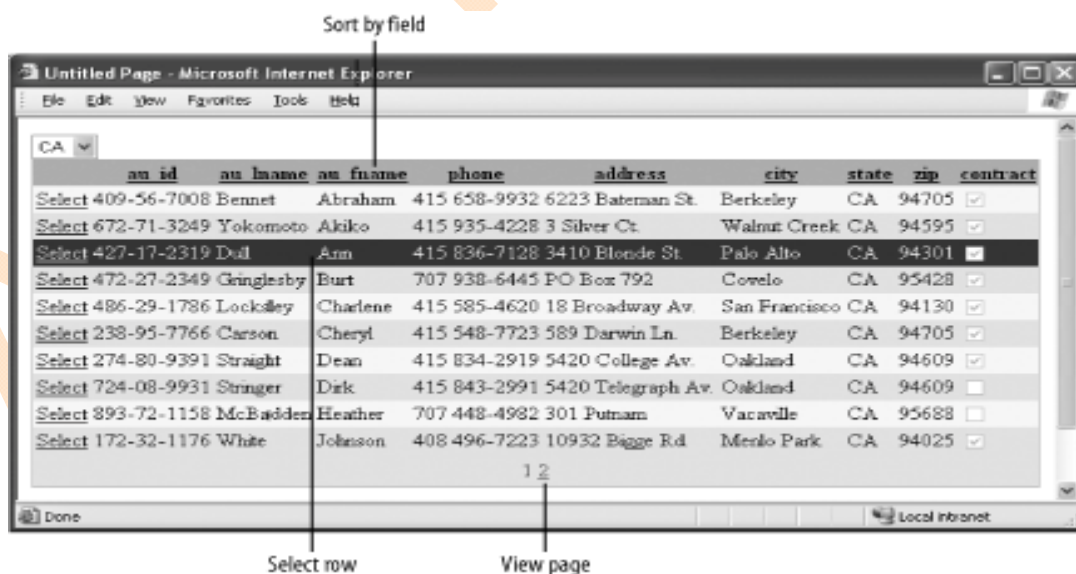 Sort by field
Untitled Page - Microsoft Internet Explorer
File Edit View Favorites Tools Help
CA
au_id au_lname au_fname phone address city state zip contract
Select 409-56-7008 Bennet Abraham 415 658-9932 6223 Bateman St. Berkeley CA 94705
Select 672-71-3249 Yokomoto Akiko 415 935-4228 3 Silver Ct. Walnut Creek CA 94595
Select 427-17-2319 Dull Ann 415 836-7128 3410 Blonde St. Palo Alto CA 94301
Select 472-27-2349 Gringlesby Burt 707 938-6445 PO Box 792 Covelo CA 95428
Select 486-29-1786 Locksley Charlene 415 585-4620 18 Broadway Av. San Francisco CA 94130
Select 238-95-7766 Carson Cheryl 415 548-7723 589 Darwin Ln. Berkeley CA 94705
Select 274-80-9391 Straight Dean 415 834-2919 5420 College Av. Oakland CA 94609
Select 724-08-9931 Stringer Dirk 415 843-2991 5420 Telegraph Av. Oakland CA 94609
Select 893-72-1158 McBadden Heather 707 448-4982 301 Putnam Vacaville CA 95688
Select 172-32-1176 White Johnson 408 496-7223 10932 Bigge Rd. Menlo Park CA 94025
1 2
Done Local intranet
Select row View page